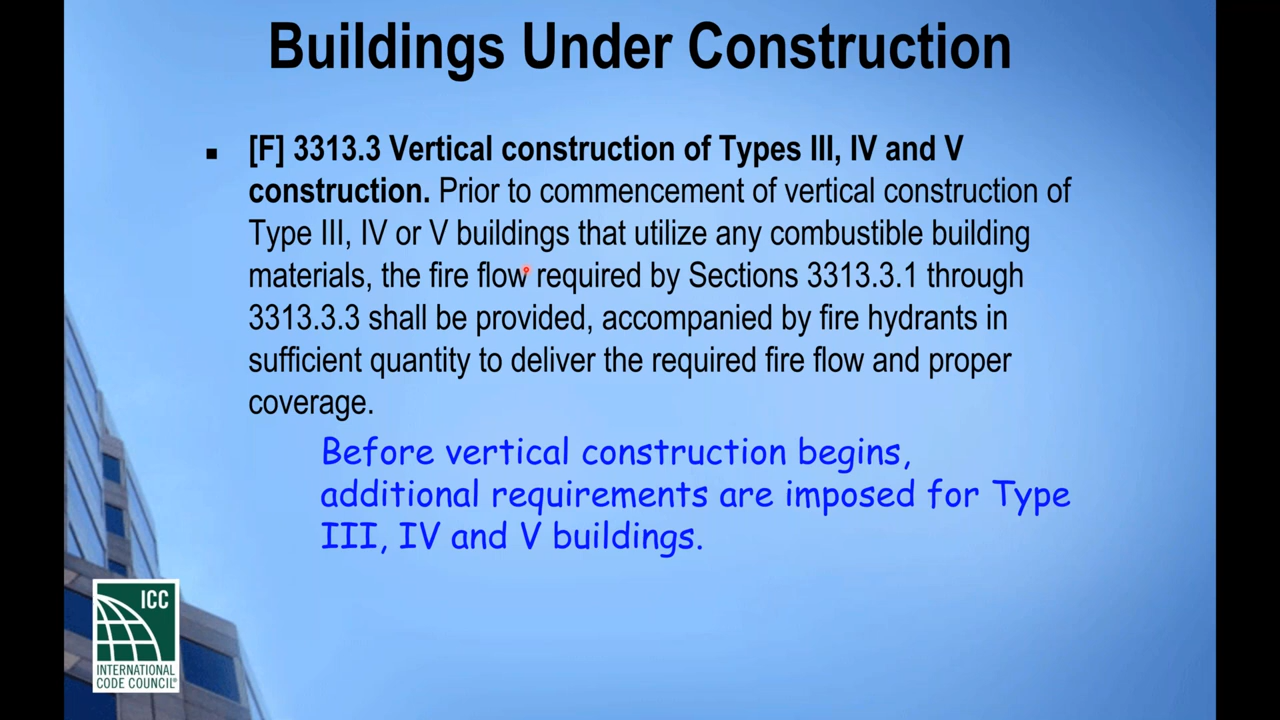 Buildings Under Construction
▪ [F] 3313.3 Vertical construction of Types III, IV and V
construction. Prior to commencement of vertical construction of
Type III, IV or V buildings that utilize any combustible building
materials, the fire flow required by Sections 3313.3.1 through
3313.3.3 shall be provided, accompanied by fire hydrants in
sufficient quantity to deliver the required fire flow and proper
coverage.
Before vertical construction begins,
additional requirements are imposed for Type
III, IV and V buildings.
ICC
INTERNATIONAL
CODE COUNCIL®